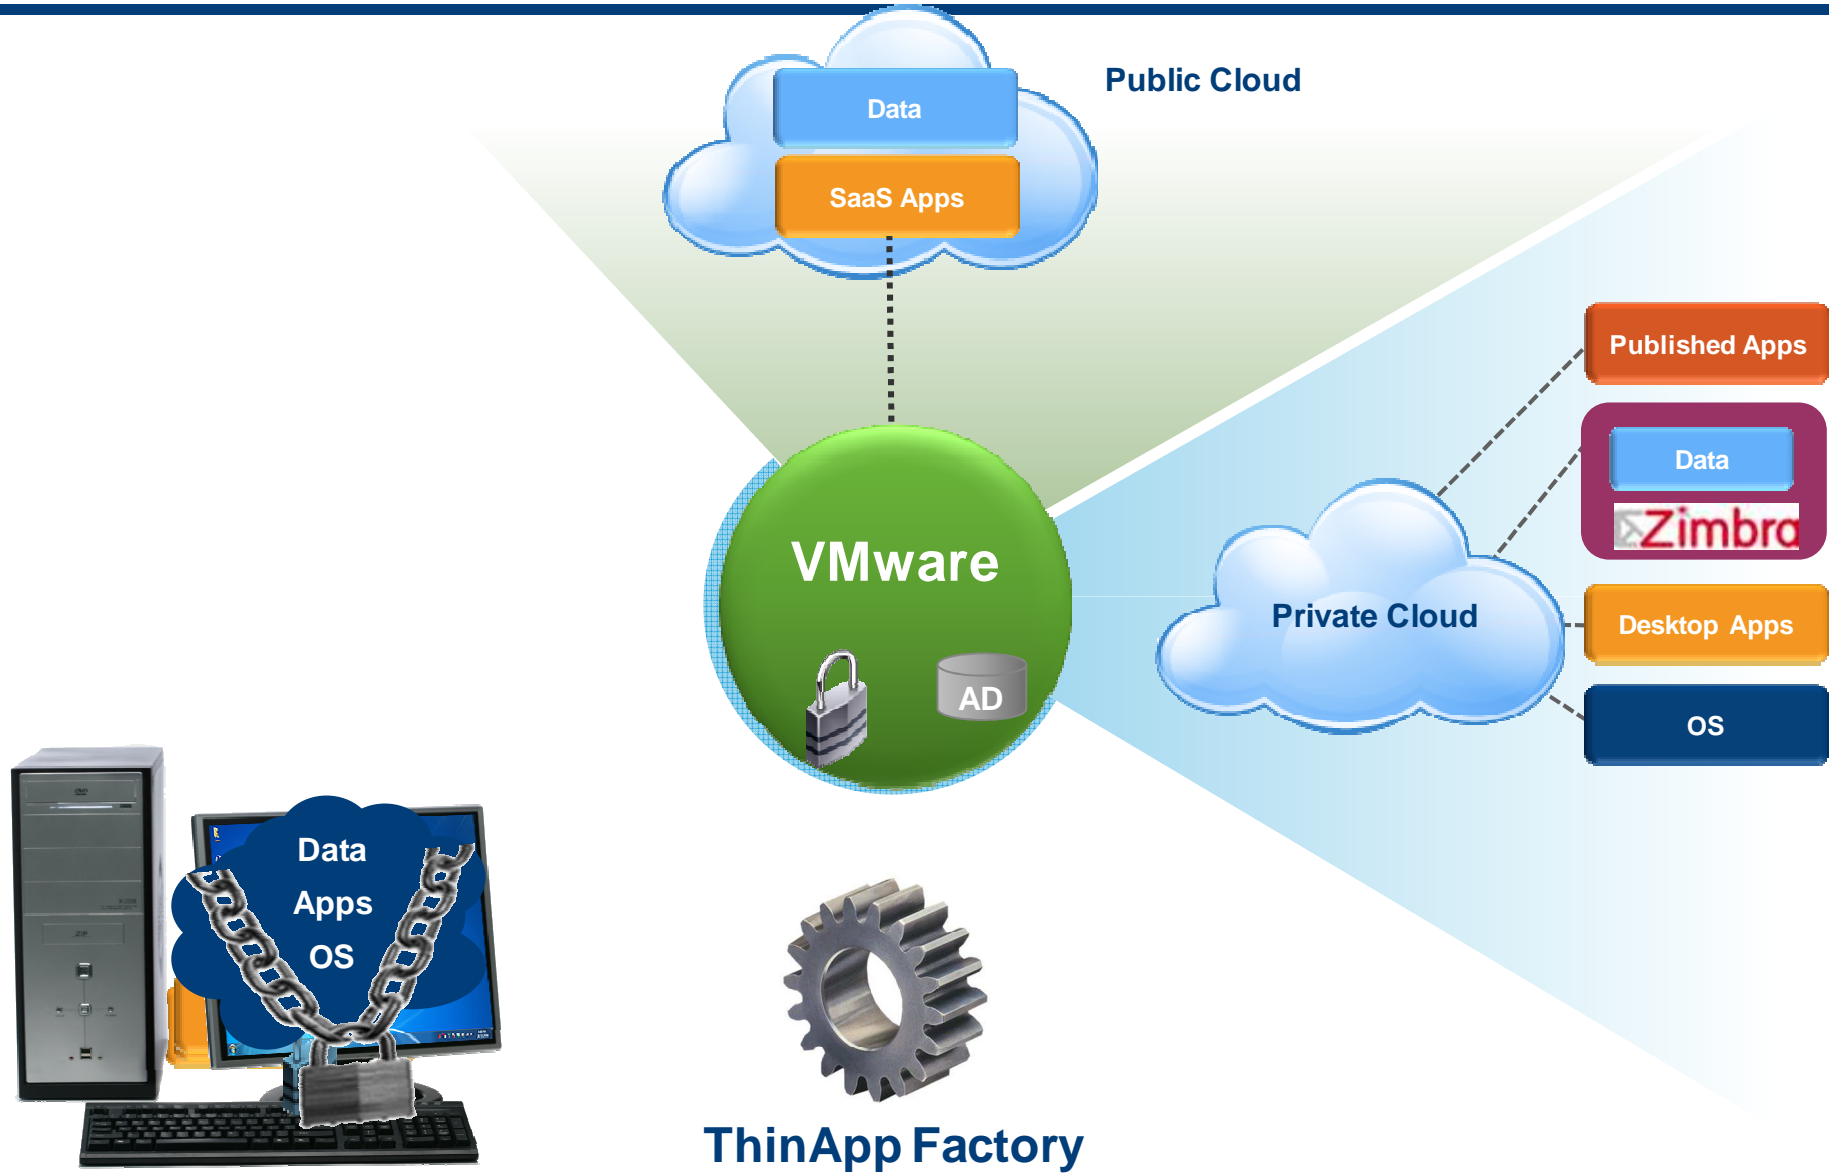 Public Cloud
Data
SaaS Apps
Published Apps
Data
Zimbra
VMware
Private Cloud
Desktop Apps
AD
OS
Data
Apps
OS
ZIP
ThinApp Factory